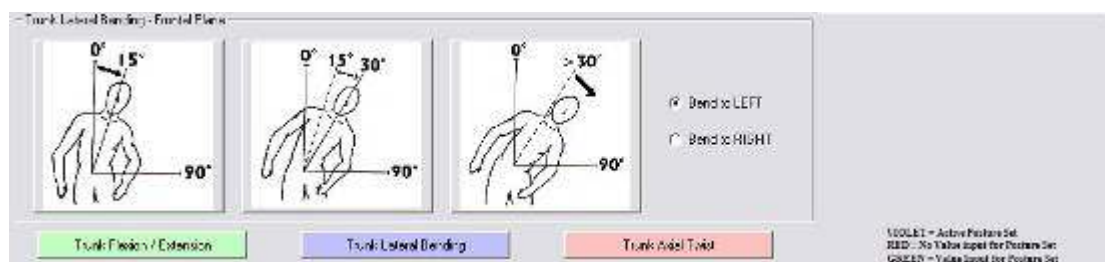 Trunk Lateral Bending - Frontal Plane
0° 15° 90°
0° 15° 30° 90°
0° > 30° 90°
Bend to LEFT
Bend to RIGHT
Trunk Flexion / Extension
Trunk Lateral Bending
Trunk Axial Twist
VIOLET = Active Posture Set
RED : No Value Input for Posture Set
GREEN = Value Input for Posture Set